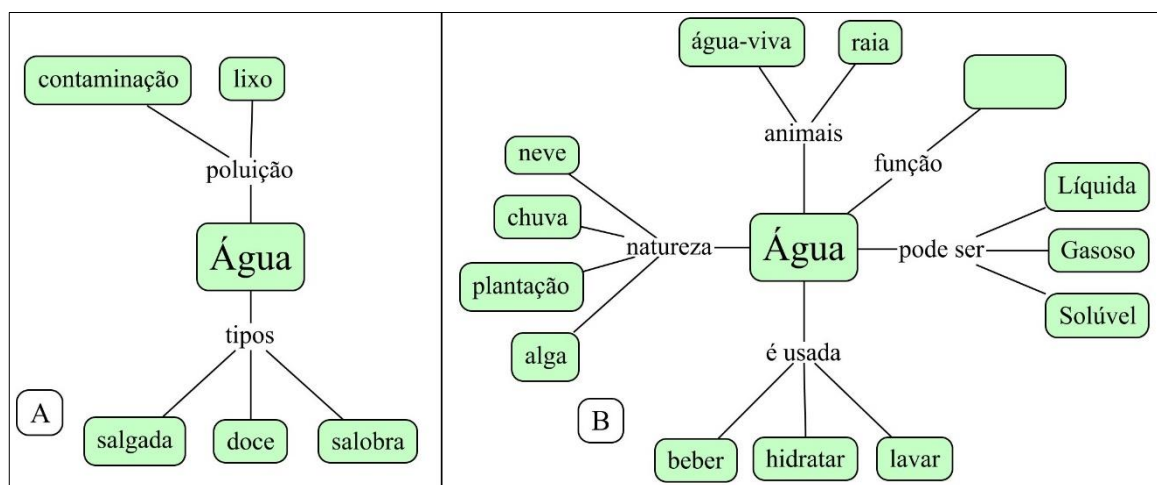 contaminação
lixo
poluição
Água
tipos
salgada
doce
salobra
A
água-viva
raia
animais
função
neve
chuva
plantação
alga
natureza
Água
pode ser
Líquida
Gasoso
Solúvel
é usada
beber
hidratar
lavar
B